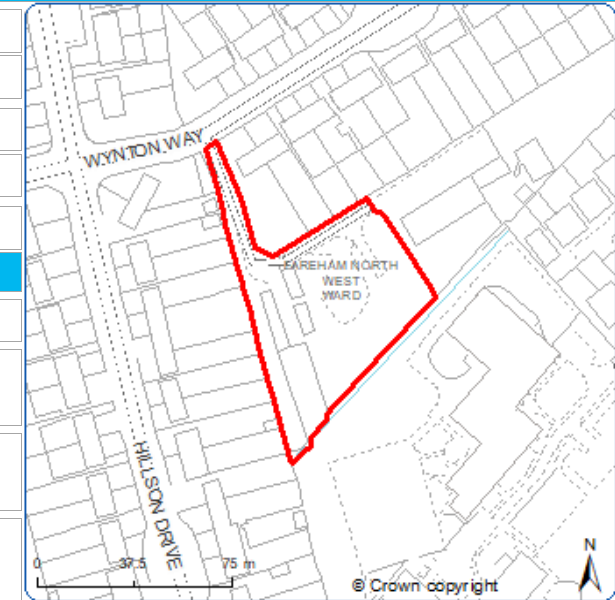 WYNTON WAY
FAREHAM NORTH
WEST
WARD
HILLSON DRIVE
N
0 37.5 75 m
© Crown copyright